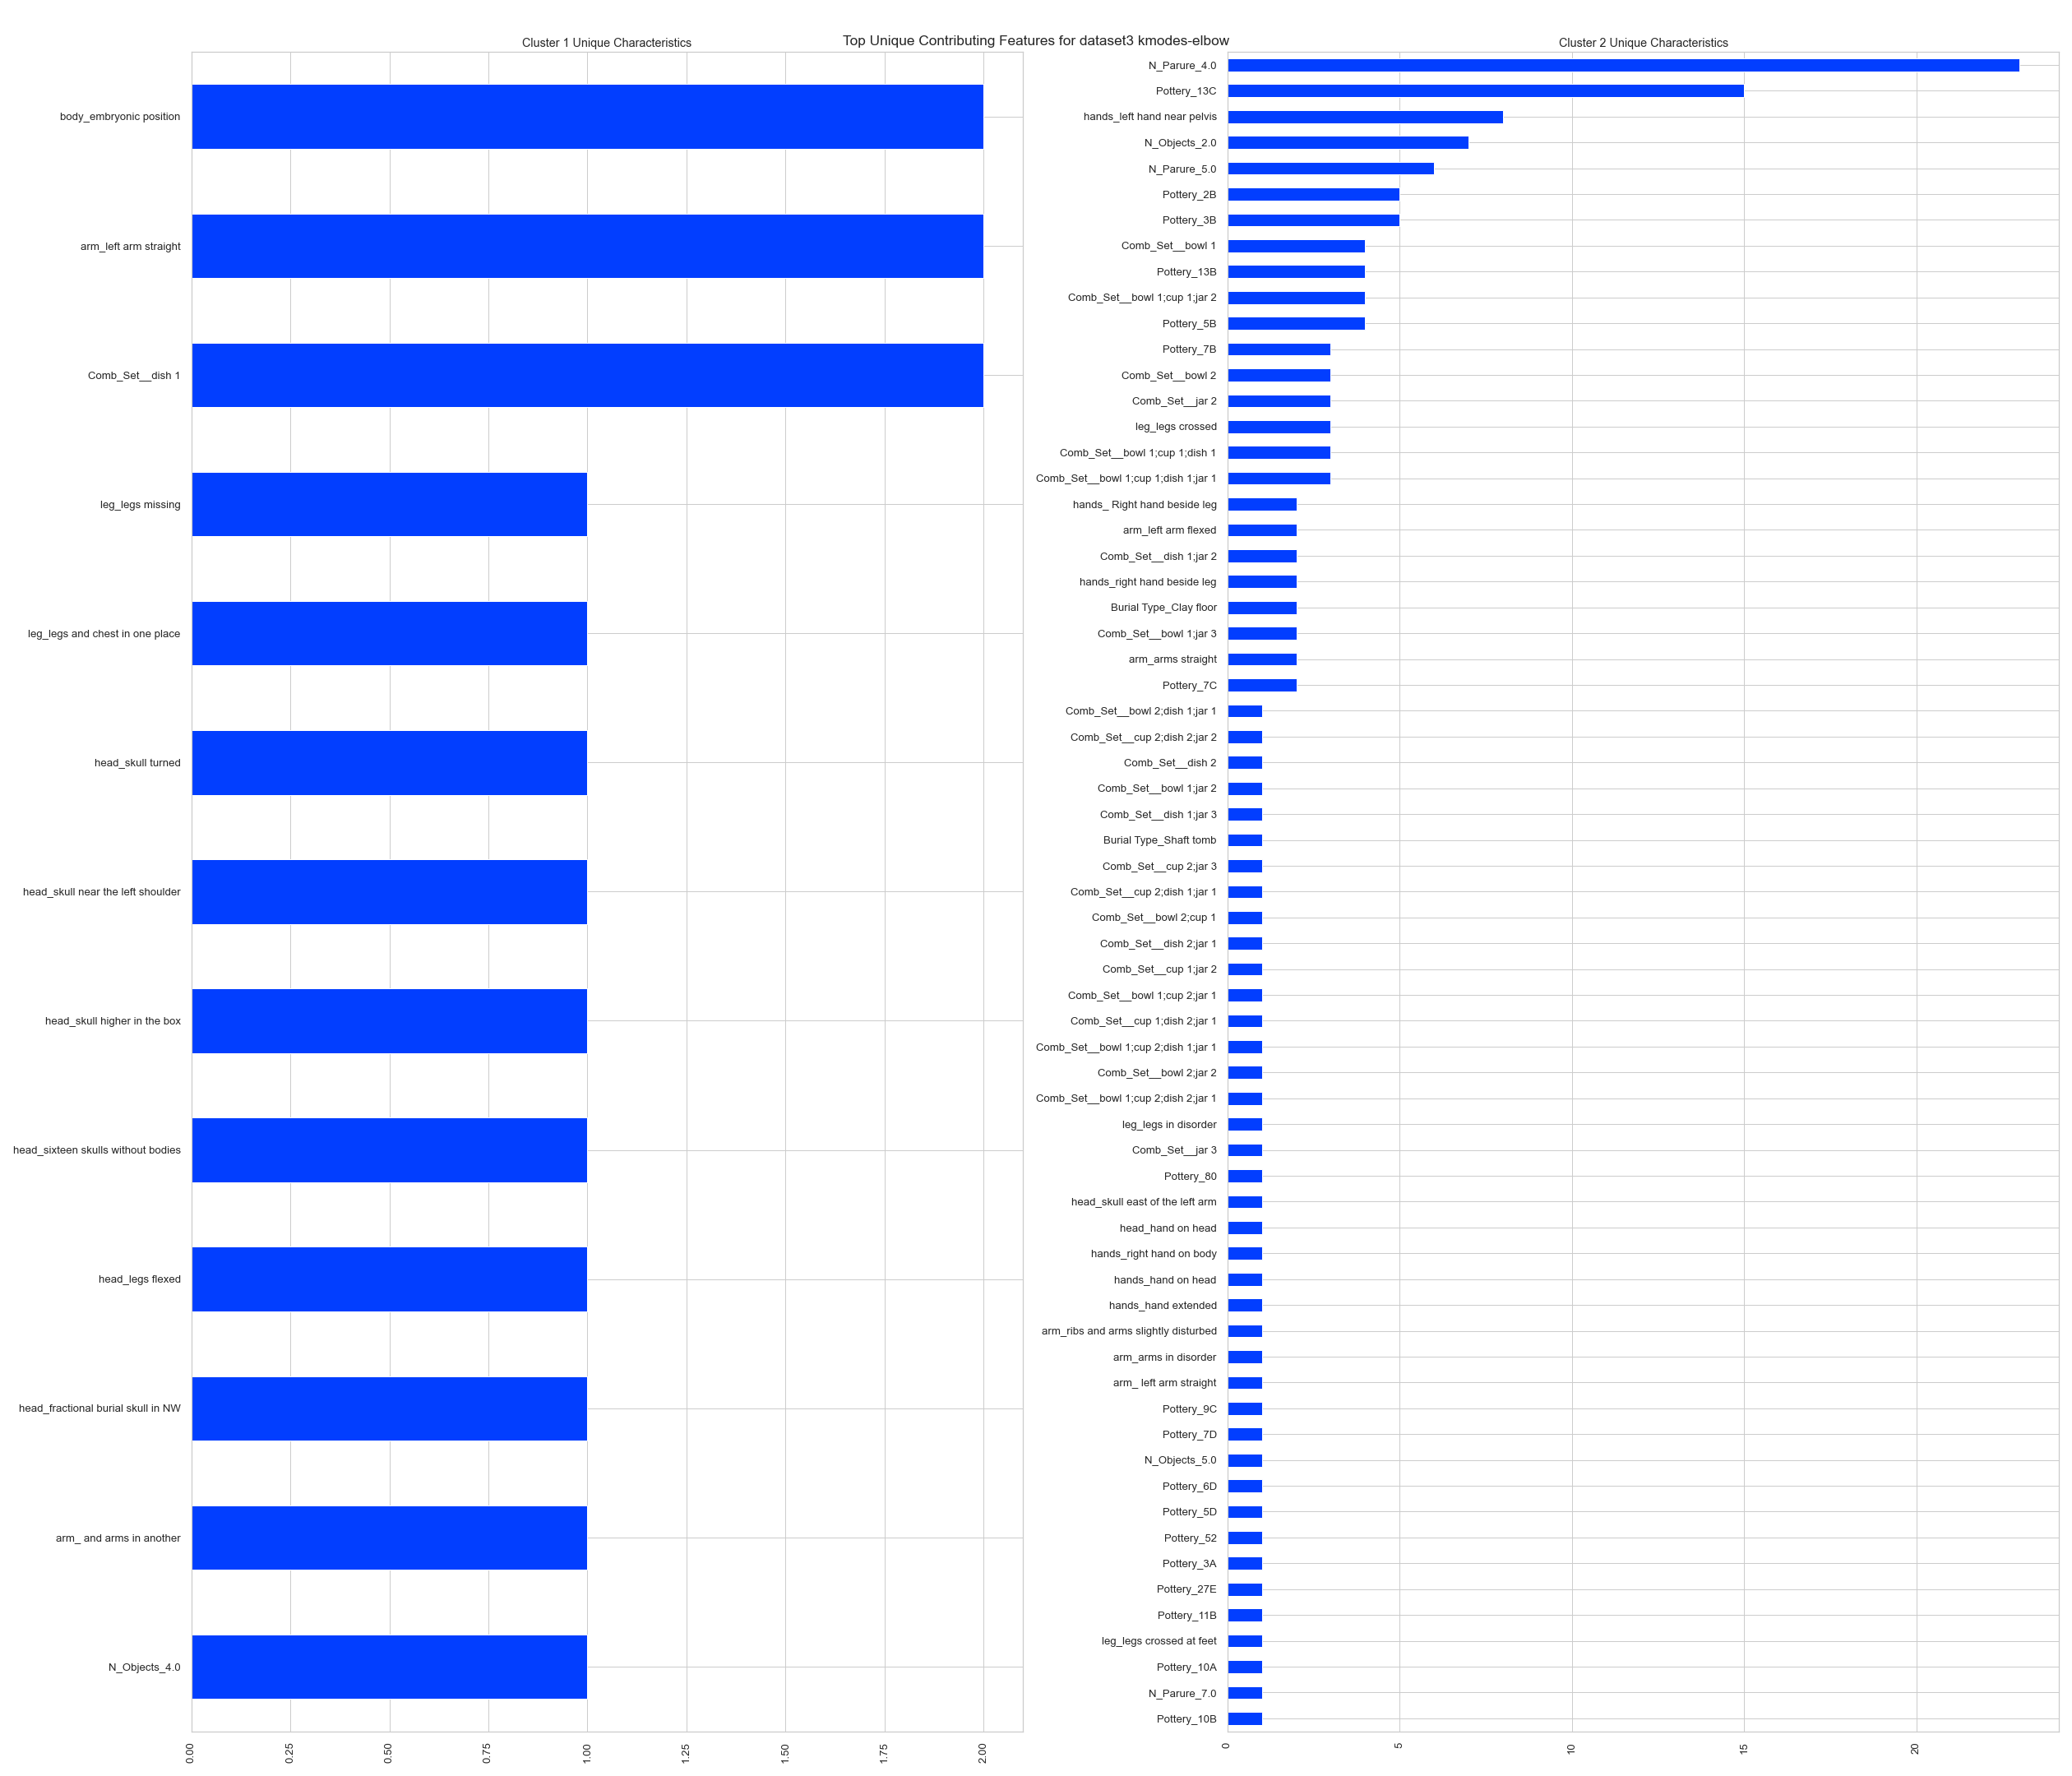 Top Unique Contributing Features for dataset3 kmodes-elbow
Cluster 1 Unique Characteristics
body_embryonic position
arm_left arm straight
Comb_Set__dish 1
leg_legs missing
leg_legs and chest in one place
head_skull turned
head_skull near the left shoulder
head_skull higher in the box
head_sixteen skulls without bodies
head_legs flexed
head_fractional burial skull in NW
arm_ and arms in another
N_Objects_4.0
0.00
0.25
0.50
0.75
1.00
1.25
1.50
1.75
2.00
Cluster 2 Unique Characteristics
N_Parure_4.0
Pottery_13C
hands_left hand near pelvis
N_Objects_2.0
N_Parure_5.0
Pottery_2B
Pottery_3B
Comb_Set__bowl 1
Pottery_13B
Comb_Set__bowl 1;cup 1;jar 2
Pottery_5B
Pottery_7B
Comb_Set__bowl 2
Comb_Set__jar 2
leg_legs crossed
Comb_Set__bowl 1;cup 1;dish 1
Comb_Set__bowl 1;cup 1;dish 1;jar 1
hands_ Right hand beside leg
arm_left arm flexed
Comb_Set__dish 1;jar 2
hands_right hand beside leg
Burial Type_Clay floor
Comb_Set__bowl 1;jar 3
arm_arms straight
Pottery_7C
Comb_Set__bowl 2;dish 1;jar 1
Comb_Set__cup 2;dish 2;jar 2
Comb_Set__dish 2
Comb_Set__bowl 1;jar 2
Comb_Set__dish 1;jar 3
Burial Type_Shaft tomb
Comb_Set__cup 2;jar 3
Comb_Set__cup 2;dish 1;jar 1
Comb_Set__bowl 2;cup 1
Comb_Set__dish 2;jar 1
Comb_Set__cup 1;jar 2
Comb_Set__bowl 1;cup 2;jar 1
Comb_Set__cup 1;dish 2;jar 1
Comb_Set__bowl 1;cup 2;dish 1;jar 1
Comb_Set__bowl 2;jar 2
Comb_Set__bowl 1;cup 2;dish 2;jar 1
leg_legs in disorder
Comb_Set__jar 3
Pottery_80
head_skull east of the left arm
head_hand on head
hands_right hand on body
hands_hand on head
hands_hand extended
arm_ribs and arms slightly disturbed
arm_arms in disorder
arm_ left arm straight
Pottery_9C
Pottery_7D
N_Objects_5.0
Pottery_6D
Pottery_5D
Pottery_52
Pottery_3A
Pottery_27E
Pottery_11B
leg_legs crossed at feet
Pottery_10A
N_Parure_7.0
Pottery_10B
0
5
10
15
20